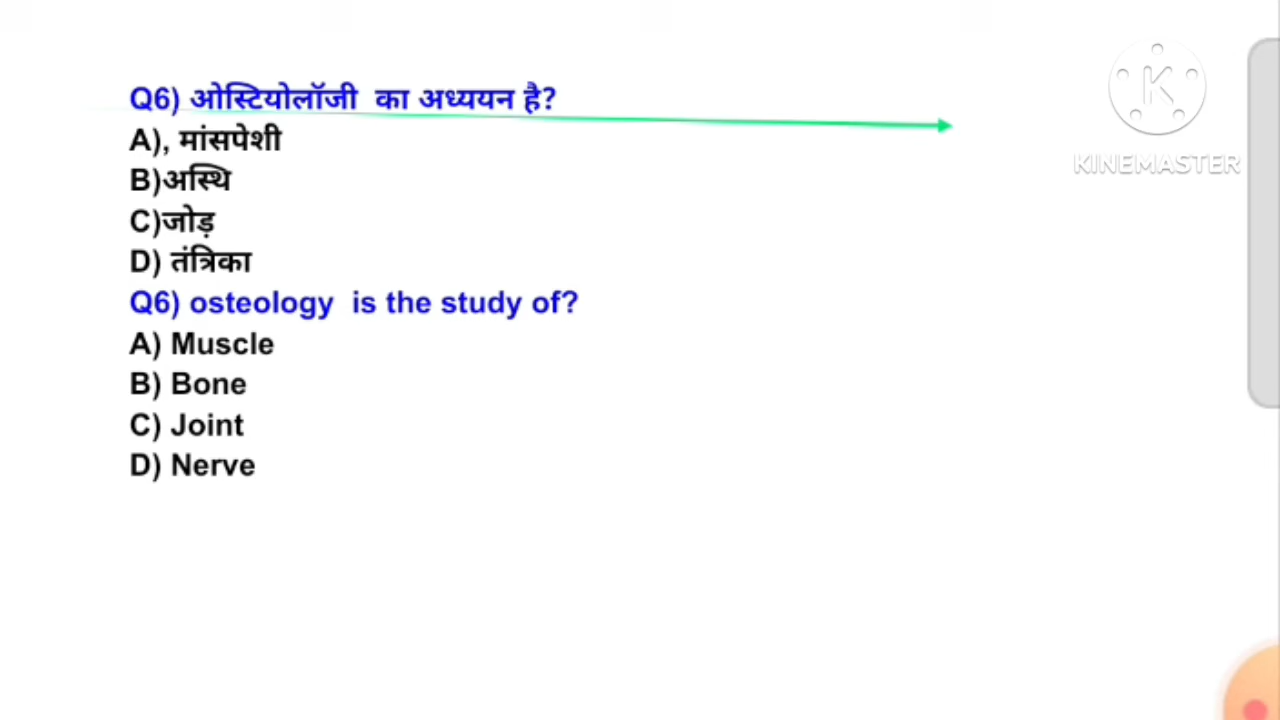 Q6) ओस्टियोलॉजी का अध्ययन है?
A), मांसपेशी
B)अस्थि
C)जोड़
D) तंत्रिका
Q6) osteology is the study of?
A) Muscle
B) Bone
C) Joint
D) Nerve
K
KINEMASTER